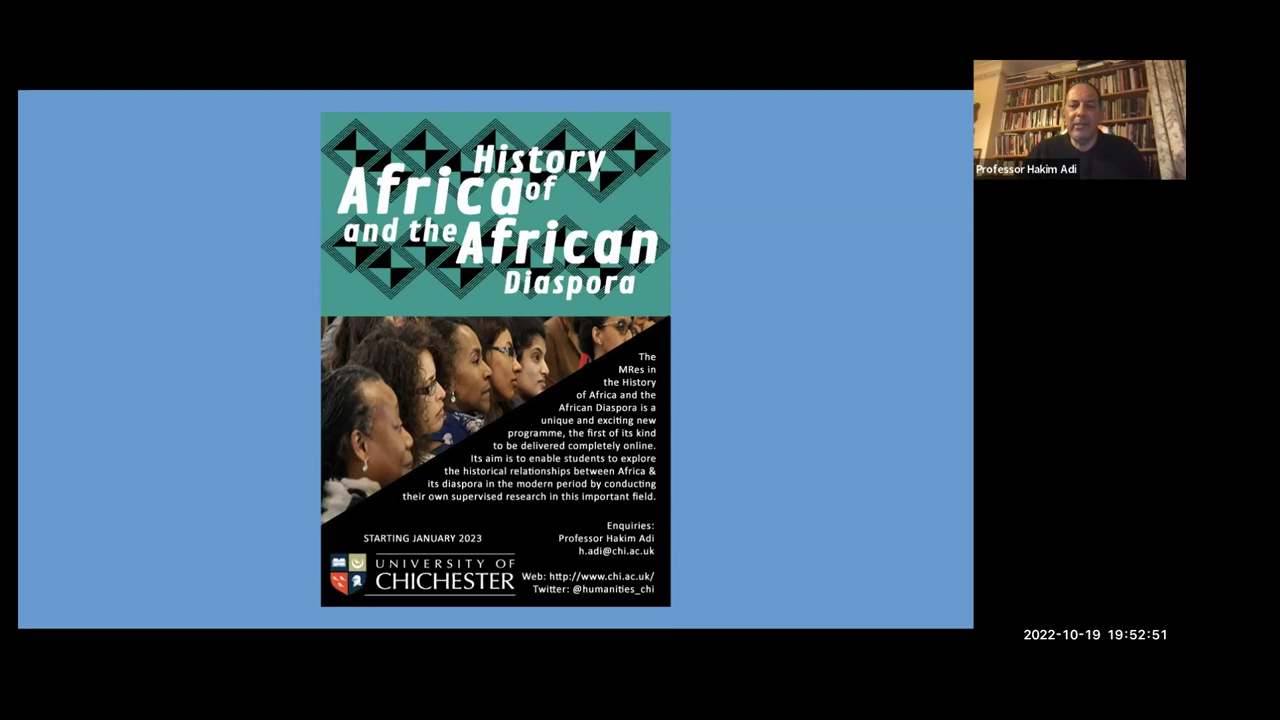 History
Africa of
and the African
Diaspora
The
MRes in
the History
of Africa and the
African Diaspora is a
unique and exciting new
programme, the first of its kind
to be delivered completely online.
Its aim is to enable students to explore
the historical relationships between Africa &
its diaspora in the modern period by conducting
their own supervised research in this important field.
Enquiries:
Professor Hakim Adi
h.adi@chi.ac.uk
STARTING JANUARY 2023
UNIVERSITY OF
CHICHESTER
Web: http://www.chi.ac.uk/
Twitter: @humanities_chi
Professor Hakim Adi
2022-10-19 19:52:51